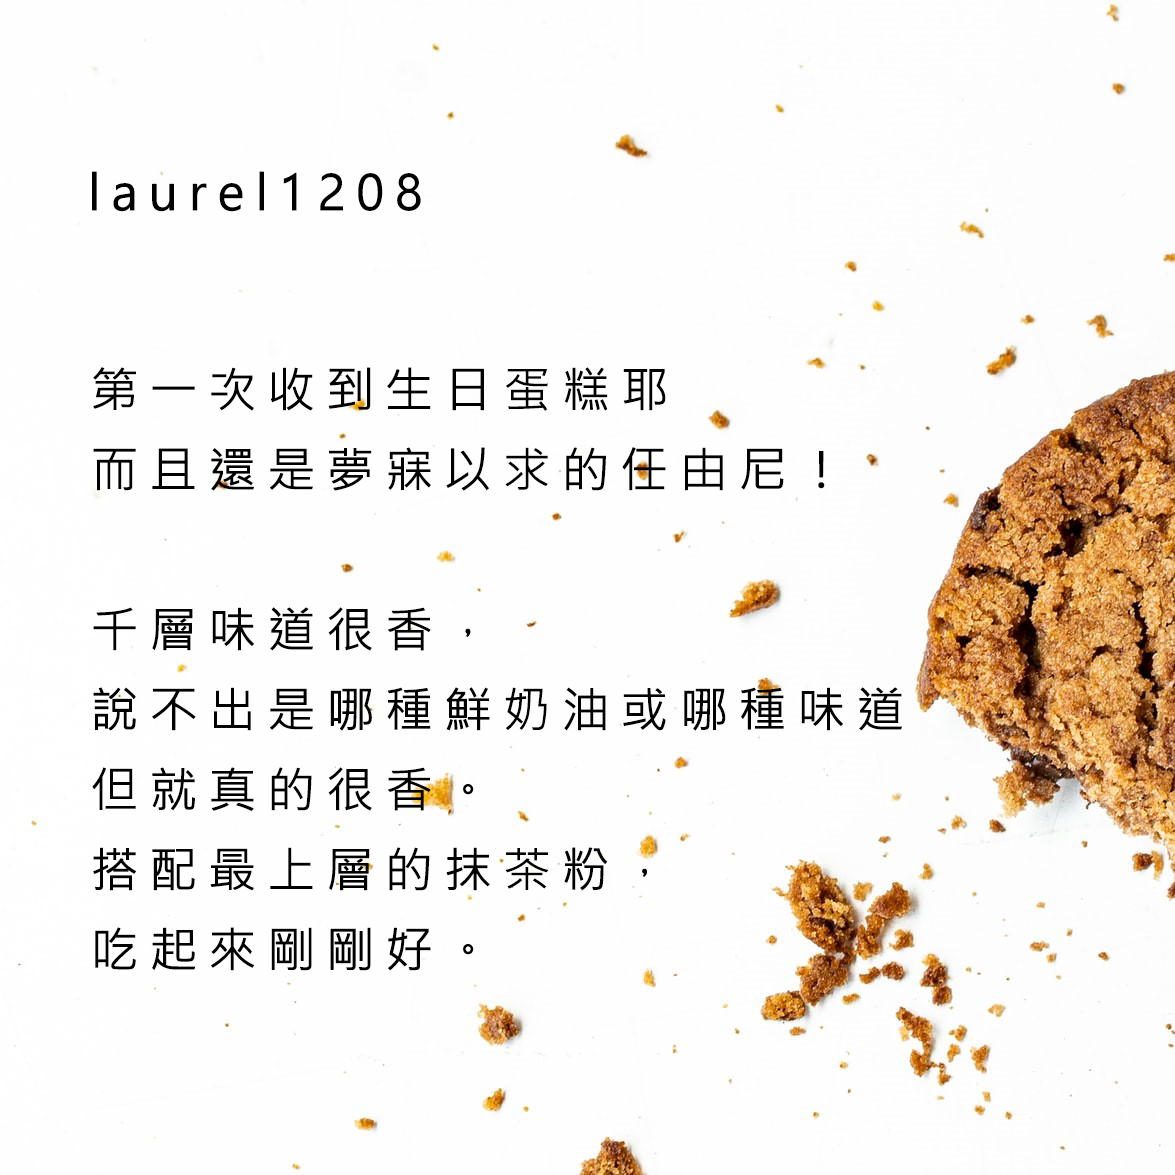 laurel1208
第一次收到生日蛋糕耶
而且還是夢寐以求的任由尼！
千層味道很香，
說不出是哪種鮮奶油或哪種味道
但就真的很香。
搭配最上層的抹茶粉，
吃起來剛剛好。